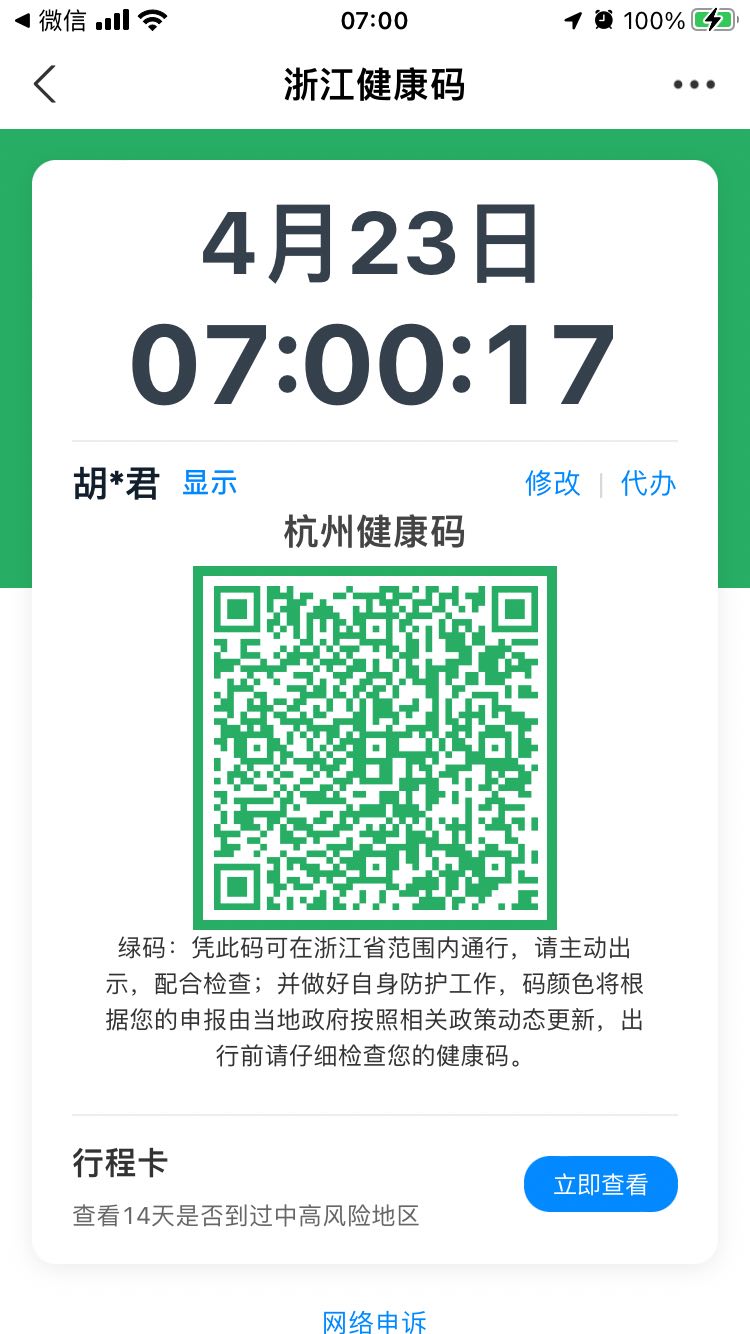 微信
07:00
100%
浙江健康码
4月23日
07:00:17
胡*君 显示 修改 | 代办
杭州健康码
绿码：凭此码可在浙江省范围内通行，请主动出
示，配合检查；并做好自身防护工作，码颜色将根
据您的申报由当地政府按照相关政策动态更新，出
行前请仔细检查您的健康码。
行程卡
立即查看
查看14天是否到过中高风险地区
网络申诉